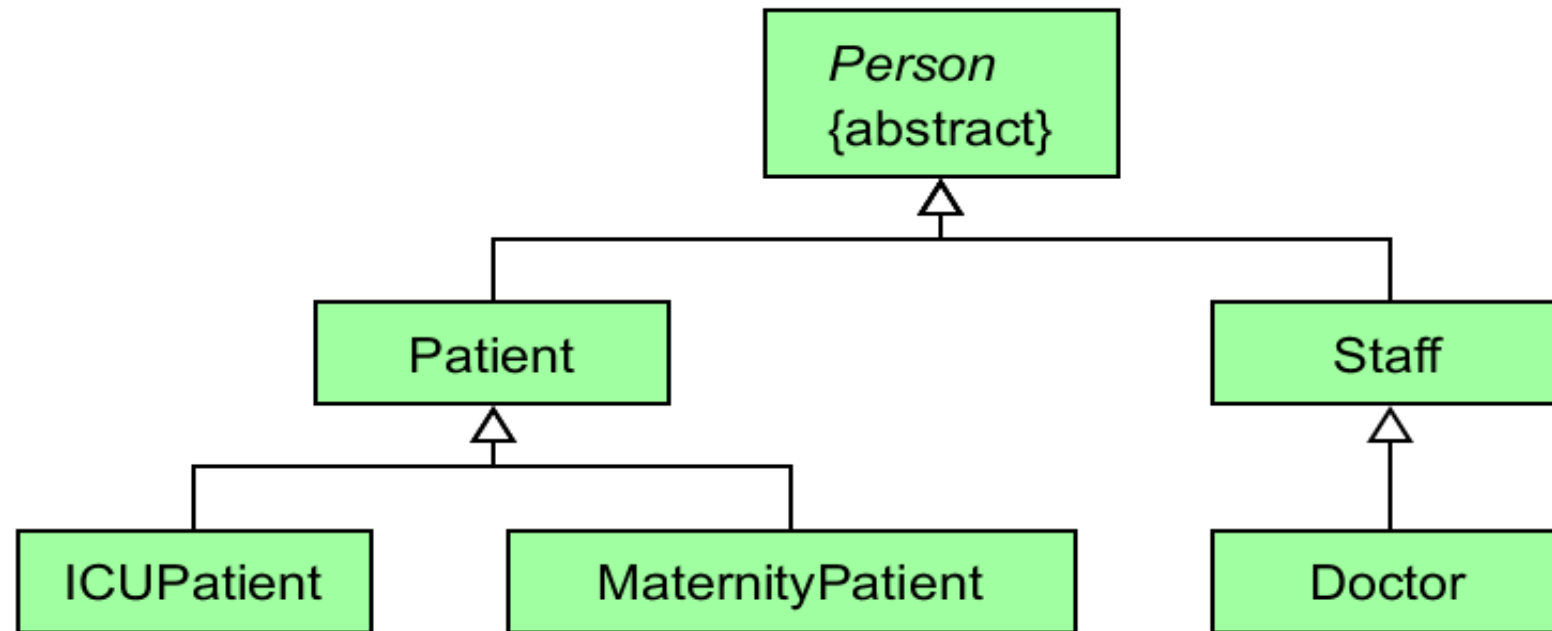 Person
{abstract}
Patient
Staff
ICUPatient
MaternityPatient
Doctor